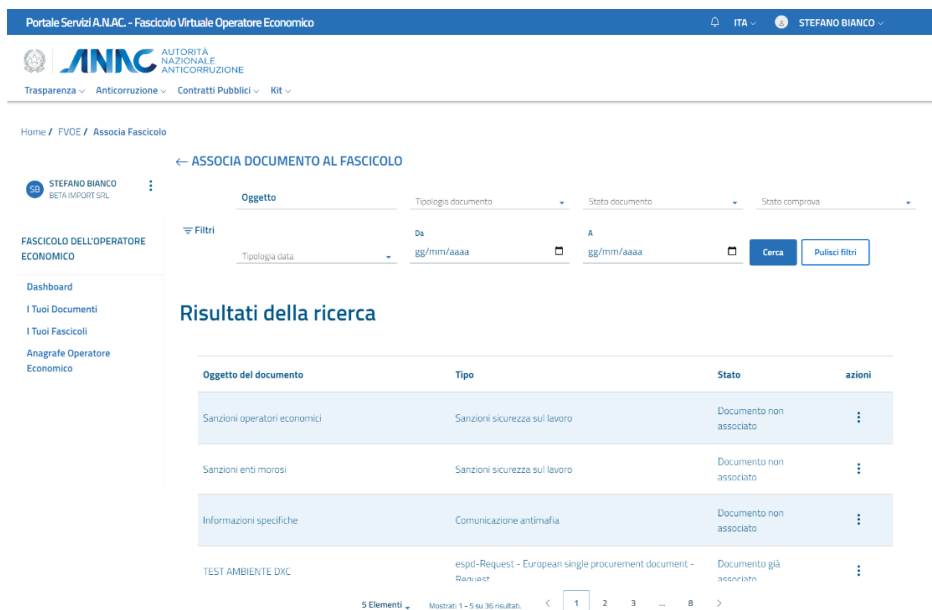 Portale Servizi A.N.AC. - Fascicolo Virtuale Operatore Economico
ITA
STEFANO BIANCO
ANAC
AUTORITÀ
NAZIONALE
ANTICORRUZIONE
Trasparenza Anticorruzione Contratti Pubblici Kit
Home / FVOE / Associa Fascicolo
← ASSOCIA DOCUMENTO AL FASCICOLO
SB
STEFANO BIANCO
BETA IMPORT SRL
FASCICOLO DELL'OPERATORE
ECONOMICO
Dashboard
I Tuoi Documenti
I Tuoi Fascicoli
Anagrafe Operatore
Economico
Filtri
Oggetto
Tipologia documento
Stato documento
Stato comprova
Tipologia data
Da
gg/mm/aaaa
A
gg/mm/aaaa
Cerca
Pulisci filtri
Risultati della ricerca
Oggetto del documento Tipo Stato azioni
Sanzioni operatori economici Sanzioni sicurezza sul lavoro Documento non
associato
Sanzioni enti morosi Sanzioni sicurezza sul lavoro Documento non
associato
Informazioni specifiche Comunicazione antimafia Documento non
associato
TEST AMBIENTE DXC espd-Request - European single procurement document - Documento già
Request associato
5 Elementi Mostrati 1 - 5 su 36 risultati. < 1 2 3 ... 8 >